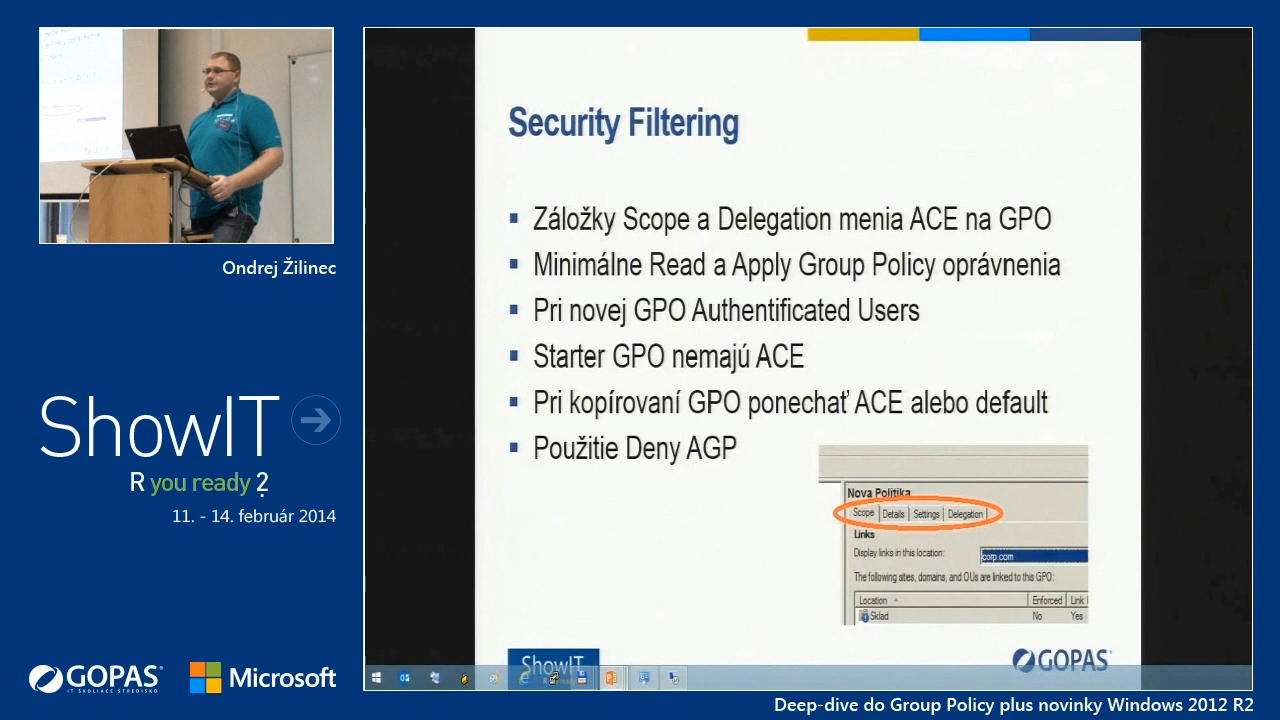 Ondrej Žilinec
ShowIT
R you ready ?
11. - 14. február 2014
GOPAS
IT ŠKOLIACE STREDISKO
Microsoft
Security Filtering
Záložky Scope a Delegation menia ACE na GPO
Minimálne Read a Apply Group Policy oprávnenia
Pri novej GPO Authentificated Users
Starter GPO nemajú ACE
Pri kopírovaní GPO ponechať ACE alebo default
Použitie Deny AGP
Nova Politika
Scope Details Settings Delegation
Links
Display links in this location: corp.com
The following sites, domains, and OUs are linked to this GPO:
Location Enforced Link
Sklad No Yes
ShowIT
GOPAS
Deep-dive do Group Policy plus novinky Windows 2012 R2